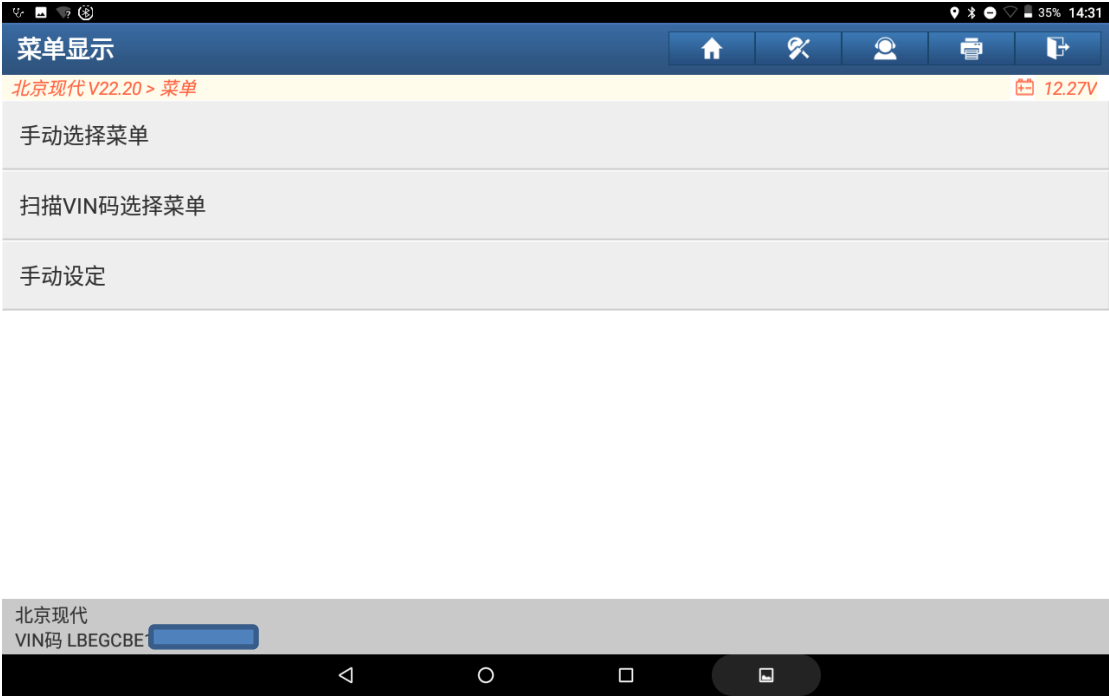 35% 14:31
菜单显示
北京现代 V22.20 > 菜单 12.27V
手动选择菜单
扫描VIN码选择菜单
手动设定
北京现代
VIN码 LBEGCBE